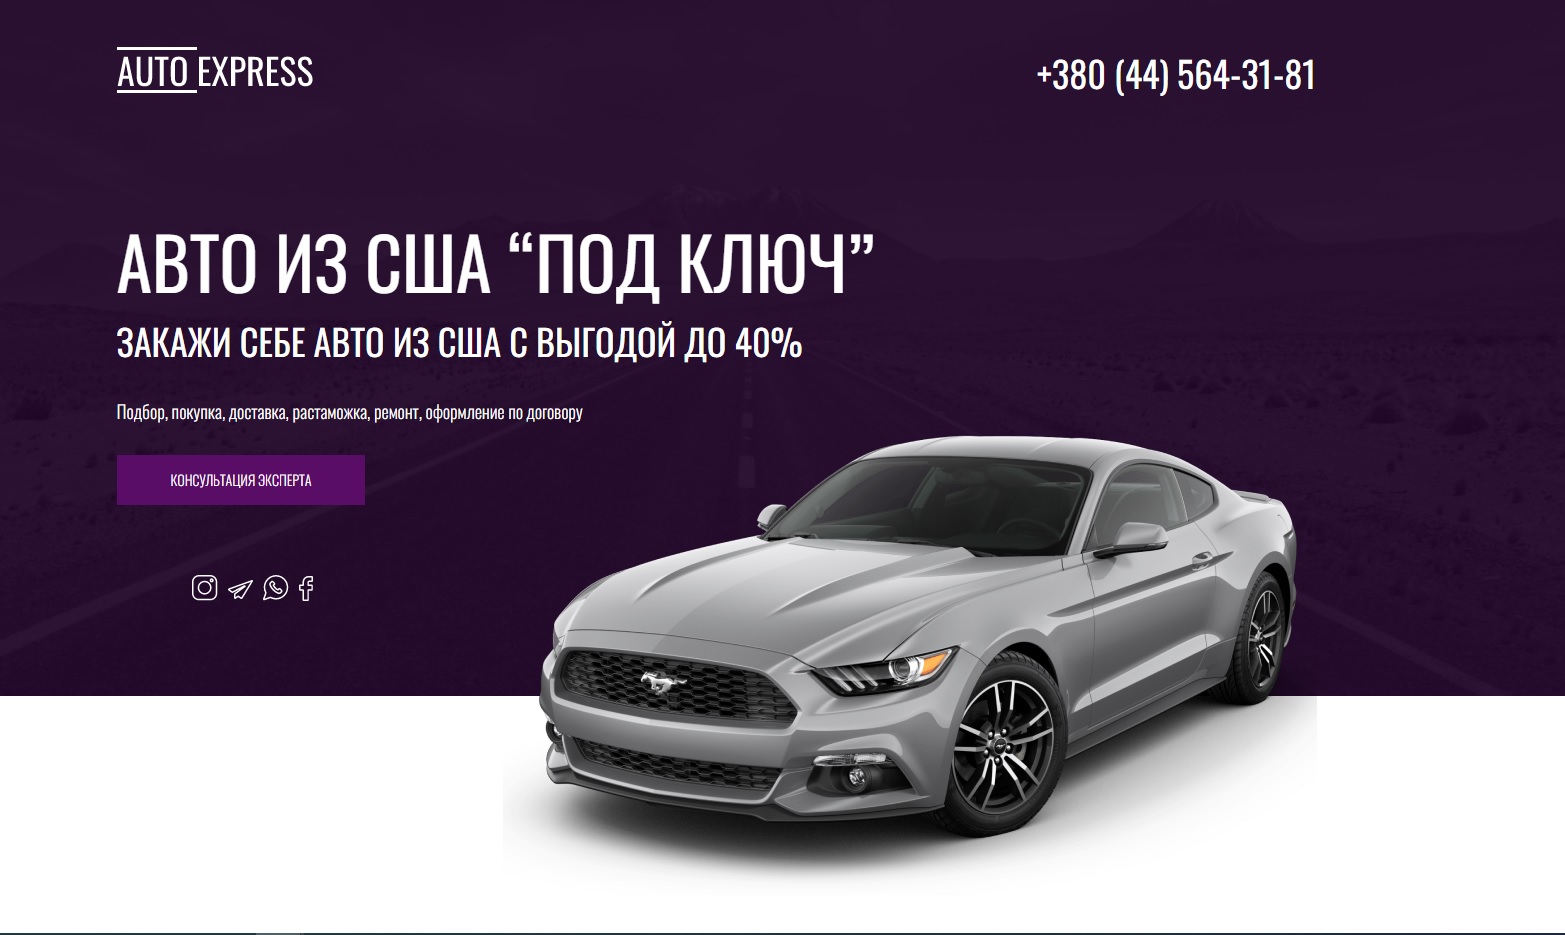 AUTO EXPRESS
+380 (44) 564-31-81
АВТО ИЗ США “ПОД КЛЮЧ”
ЗАКАЖИ СЕБЕ АВТО ИЗ США С ВЫГОДОЙ ДО 40%
Подбор, покупка, доставка, растаможка, ремонт, оформление по договору
КОНСУЛЬТАЦИЯ ЭКСПЕРТА